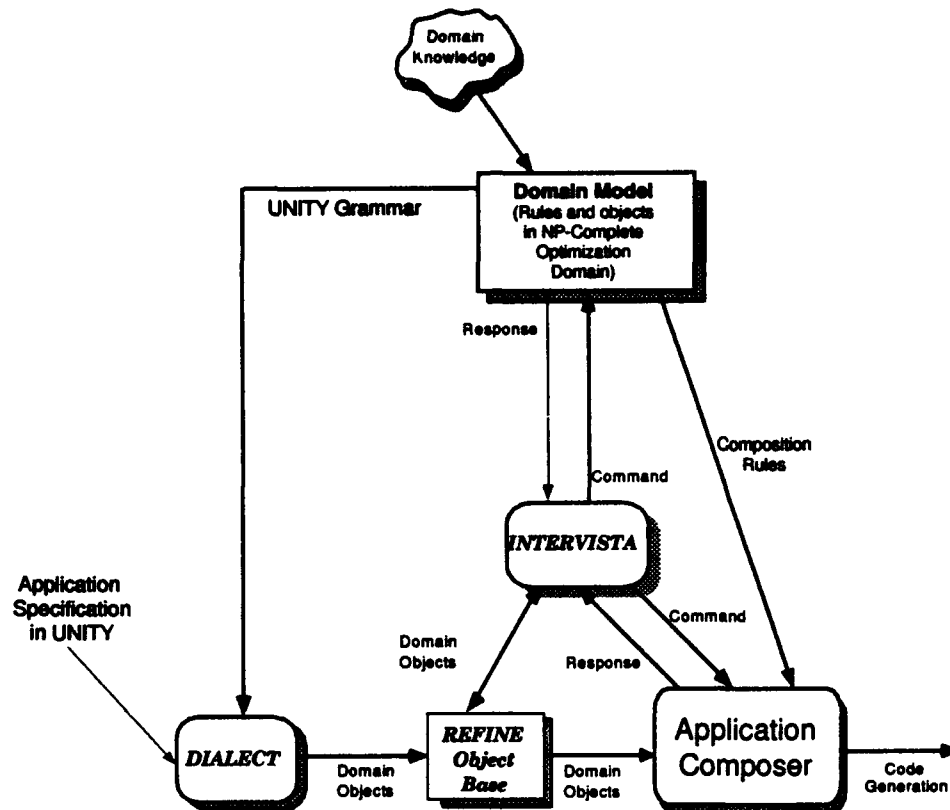 Domain
Knowledge
Domain Model
(Rules and objects
in NP-Complete
Optimization
Domain)
UNITY Grammar
Response
Composition
Rules
Command
INTERVISTA
Application
Specification
in UNITY
Command
Domain
Objects
Response
DIALECT
REFINE
Object
Base
Application
Composer
Domain
Objects
Domain
Objects
Code
Generation